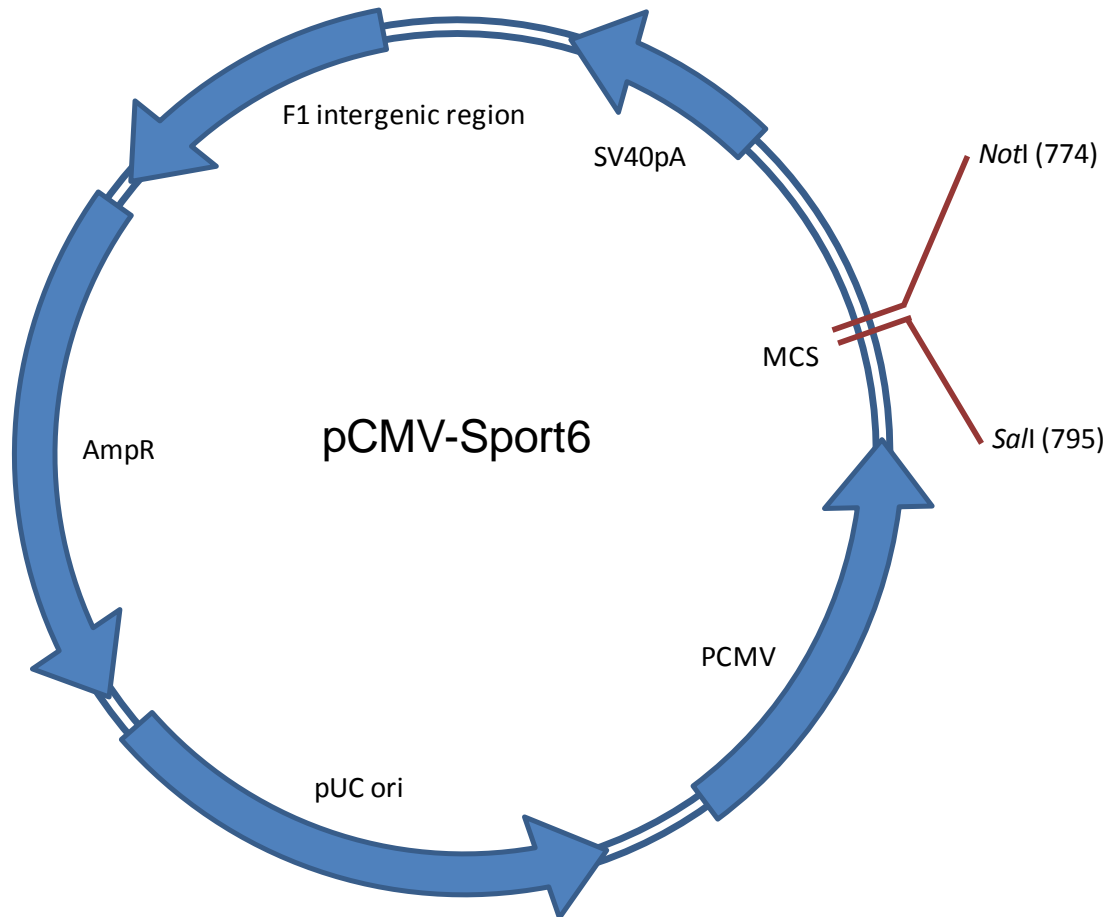 F1 intergenic region
SV40pA
NotI (774)
MCS
SalI (795)
AmpR
pCMV-Sport6
PCMV
pUC ori